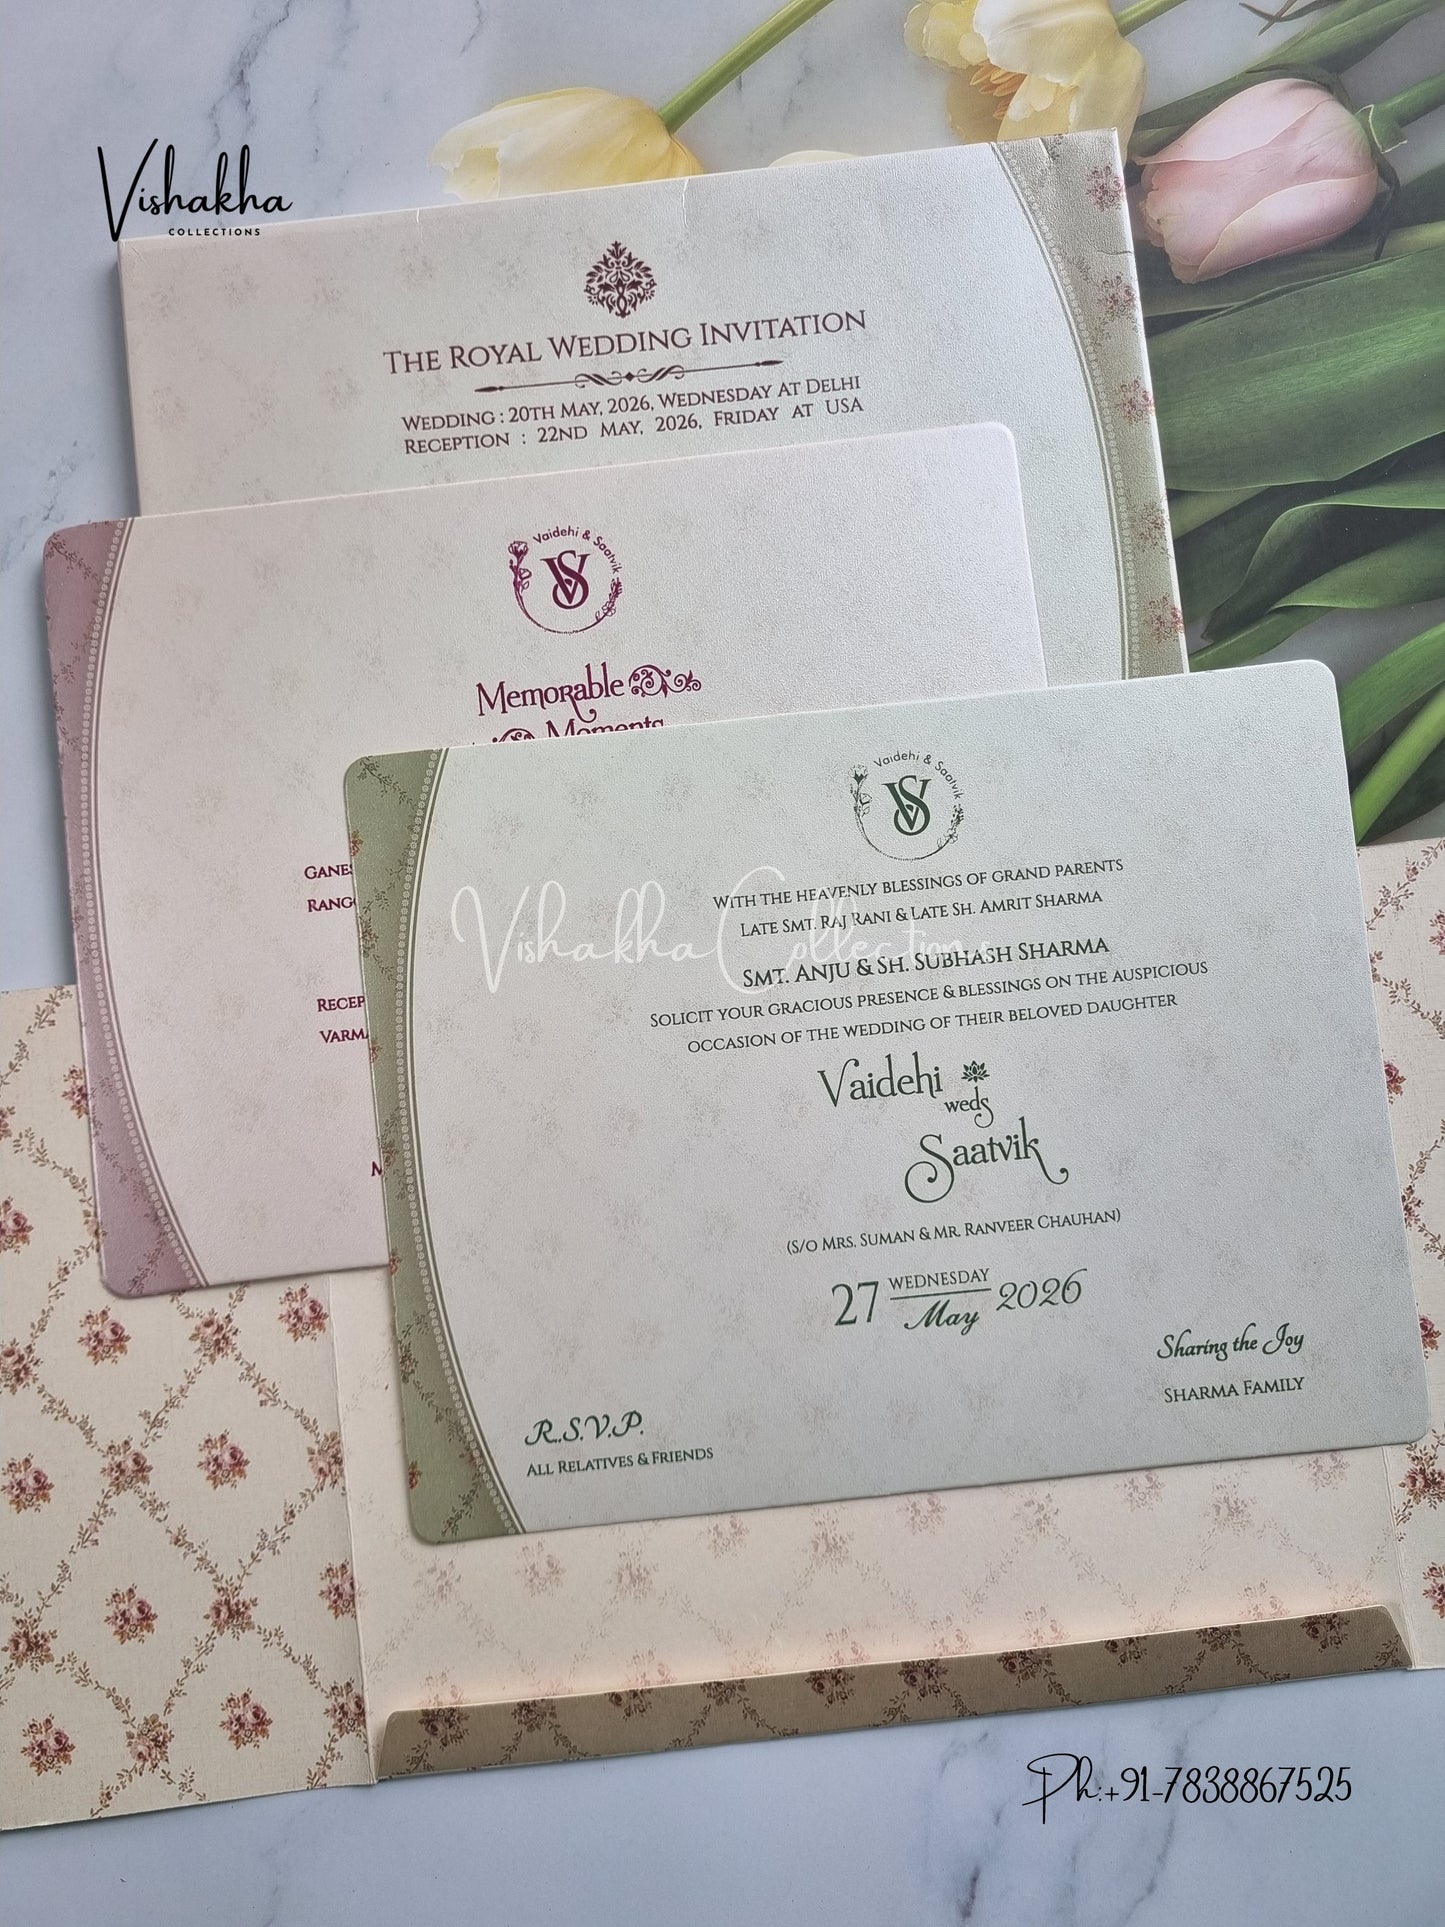 Vishakha
COLLECTIONS
THE ROYAL WEDDING INVITATION
WEDDING : 20TH MAY, 2026, WEDNESDAY AT DELHI
RECEPTION : 22ND MAY, 2026, FRIDAY AT USA
Vaidehi & Saatvik
VS
Memorable
Moments
GANES
RANG
RECEP
VARMA
M
Vaidehi & Saatvik
VS
WITH THE HEAVENLY BLESSINGS OF GRAND PARENTS
LATE SMT. RAJ RANI & LATE SH. AMRIT SHARMA
Vishakha Collections
SMT. ANJU & SH. SUBHASH SHARMA
SOLICIT YOUR GRACIOUS PRESENCE & BLESSINGS ON THE AUSPICIOUS
OCCASION OF THE WEDDING OF THEIR BELOVED DAUGHTER
Vaidehi
weds
Saatvik
(S/O MRS. SUMAN & MR. RANVEER CHAUHAN)
27 WEDNESDAY May 2026
Sharing the Joy
SHARMA FAMILY
R.S.V.P.
ALL RELATIVES & FRIENDS
Ph:+91-7838867525